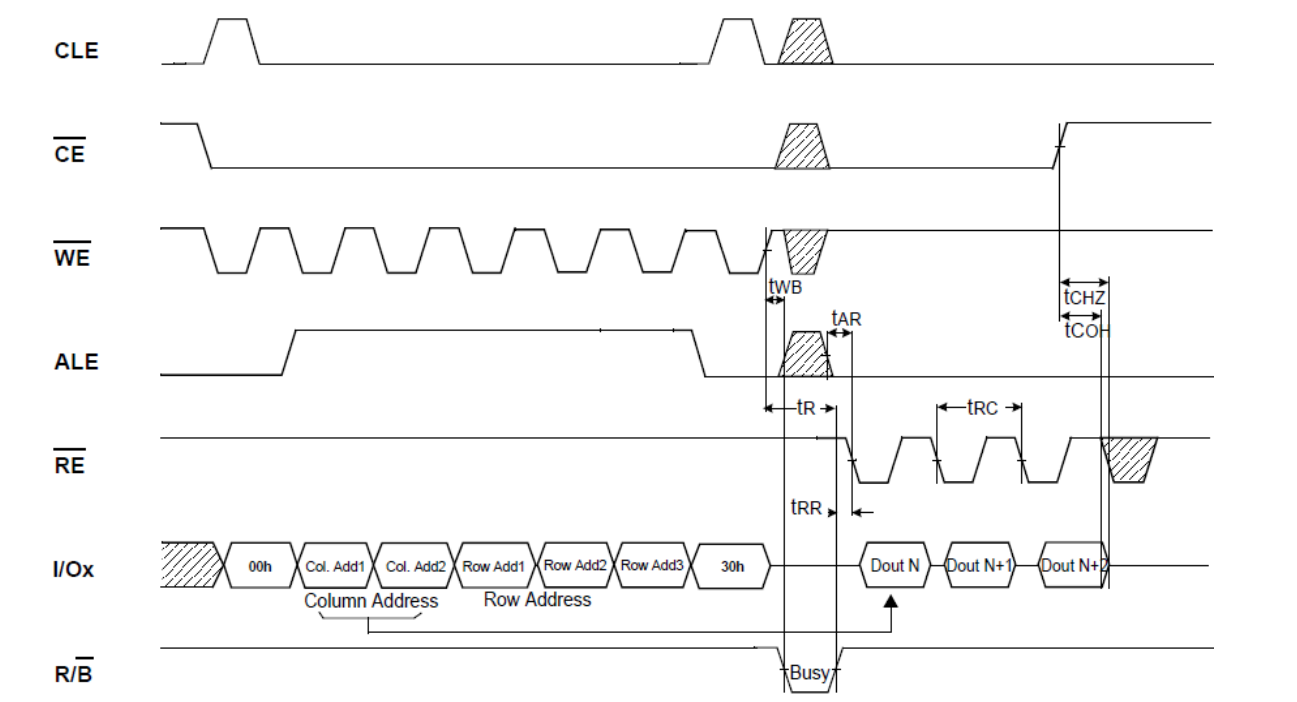 CLE
CE
WE
tWB
tCHZ
tCOH
tAR
ALE
tR
tRC
RE
tRR
I/Ox
00h
Col. Add1
Col. Add2
Row Add1
Row Add2
Row Add3
30h
Dout N
Dout N+1
Dout N+2
Column Address
Row Address
R/B
Busy